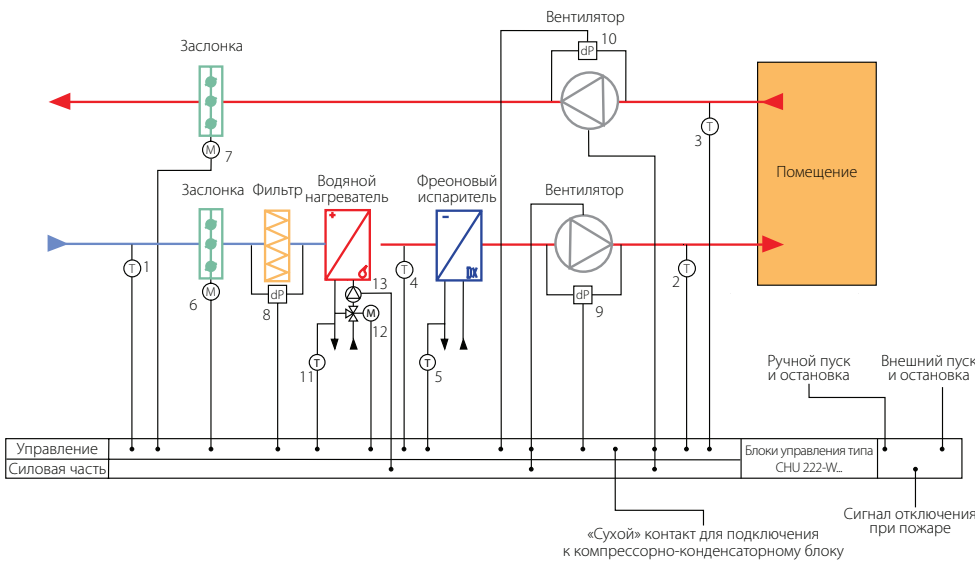 Вентилятор
10
dP
Заслонка
T
3
M
7
Помещение
Заслонка
Фильтр
Водяной
нагреватель
Фреоновый
испаритель
Вентилятор
+
-
T
1
M
6
dP
8
б
13
M
12
T
4
DX
T
11
T
5
dP
9
T
2
Ручной пуск
и остановка
Внешний пуск
и остановка
Управление
Силовая часть
Блоки управления типа
CHU 222-W...
Сигнал отключения
при пожаре
«Сухой» контакт для подключения
к компрессорно-конденсаторному блоку